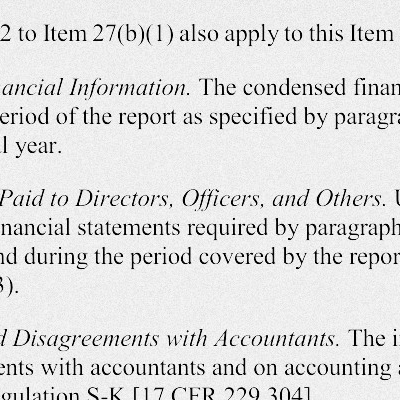 2 to Item 27(b)(1) also apply to this Item
ancial Information. The condensed finan
eriod of the report as specified by paragra
l year.
Paid to Directors, Officers, and Others. U
nancial statements required by paragraph
nd during the period covered by the repor
3).
d Disagreements with Accountants. The i
ents with accountants and on accounting a
gulation S-K [17 CFR 229.304]